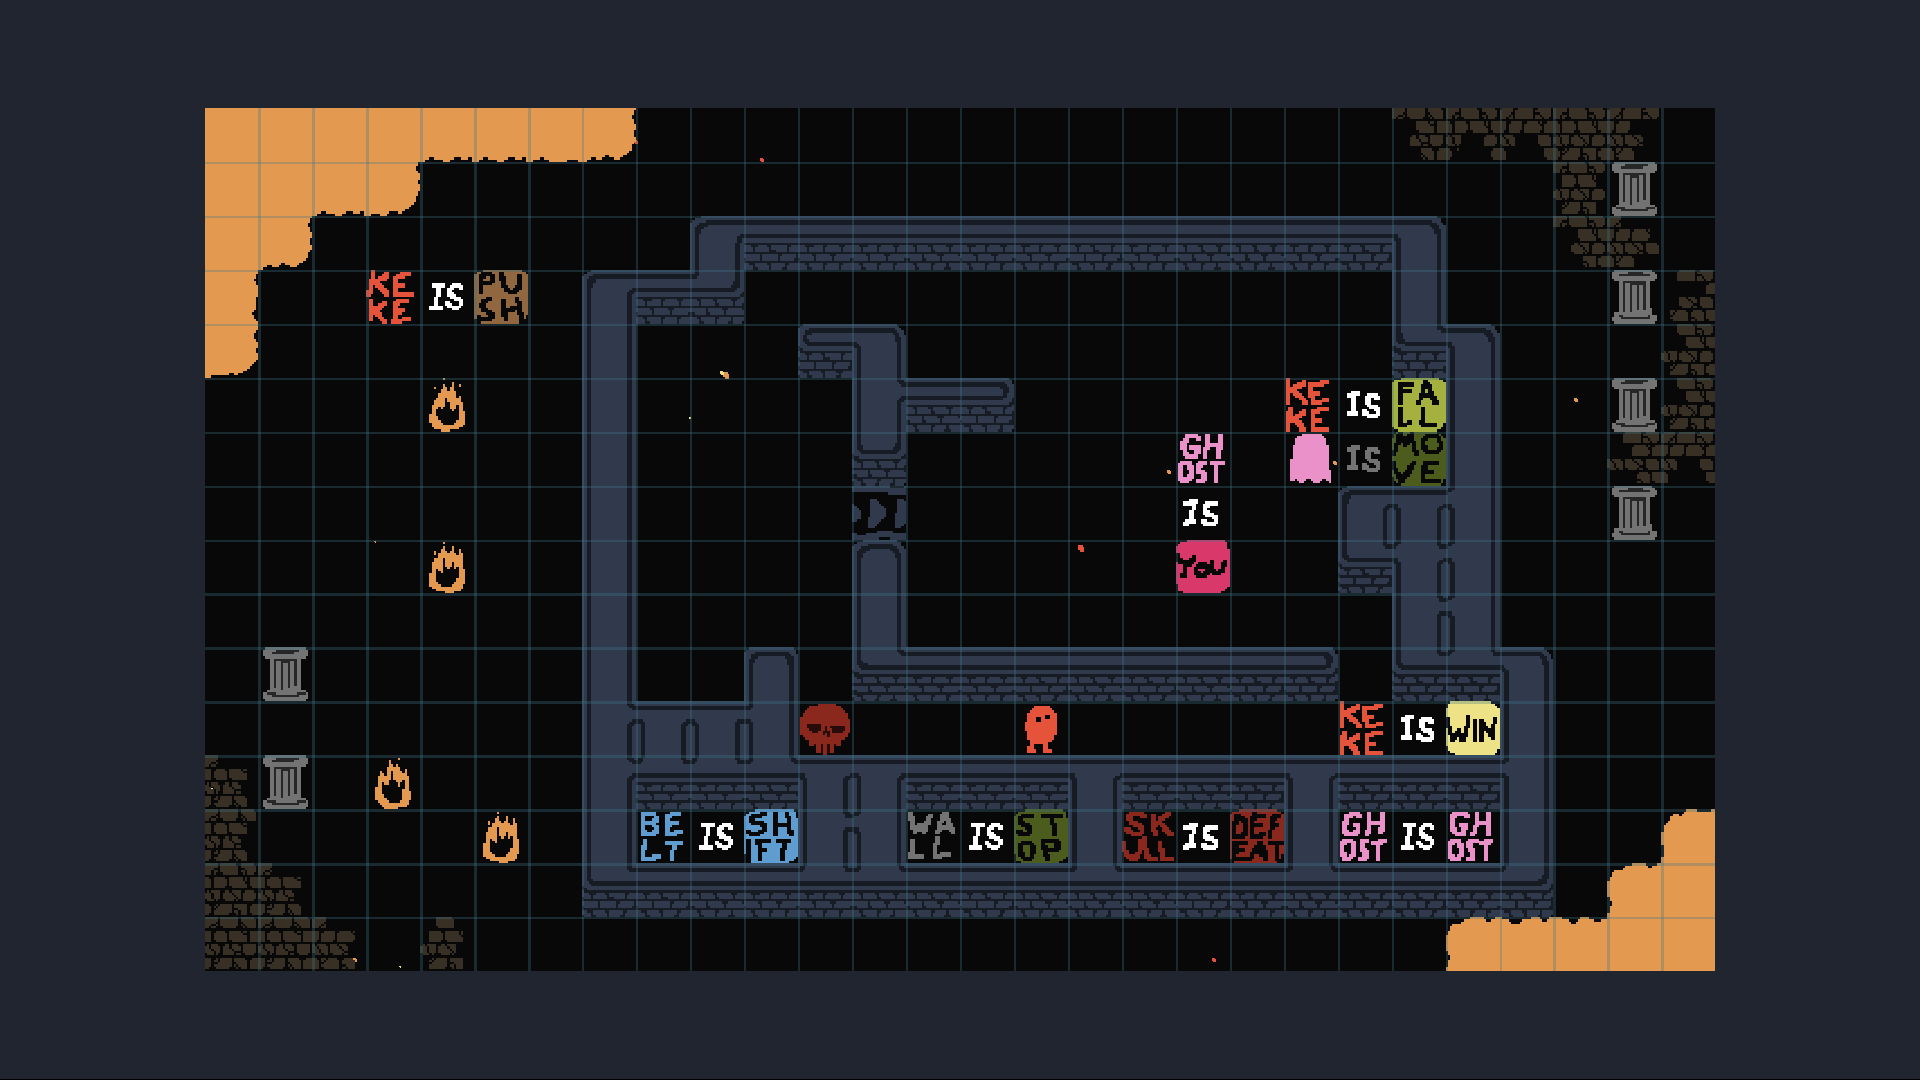 KEKE IS PUSH
KEKE IS FALL
GHOST IS MOVE
IS
YOU
KEKE IS WIN
BELT IS SHIFT
WALL IS STOP
SKULL IS DEFEAT
GHOST IS GHOST